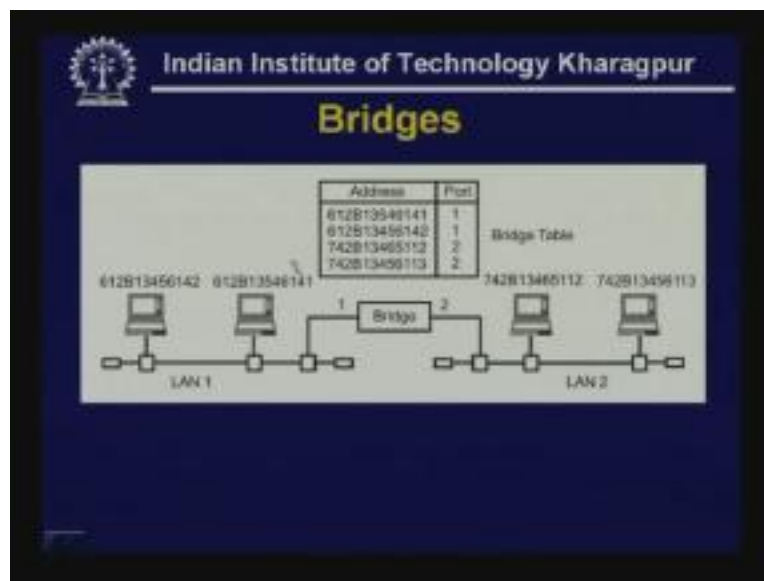 Indian Institute of Technology Kharagpur
Bridges
Address Port
612B13546141 1
612B13456142 1
742B13465112 2
742B13456113 2
Bridge Table
612B13456142 612B13546141 742B13465112 742B13456113
1 Bridge 2
LAN 1 LAN 2